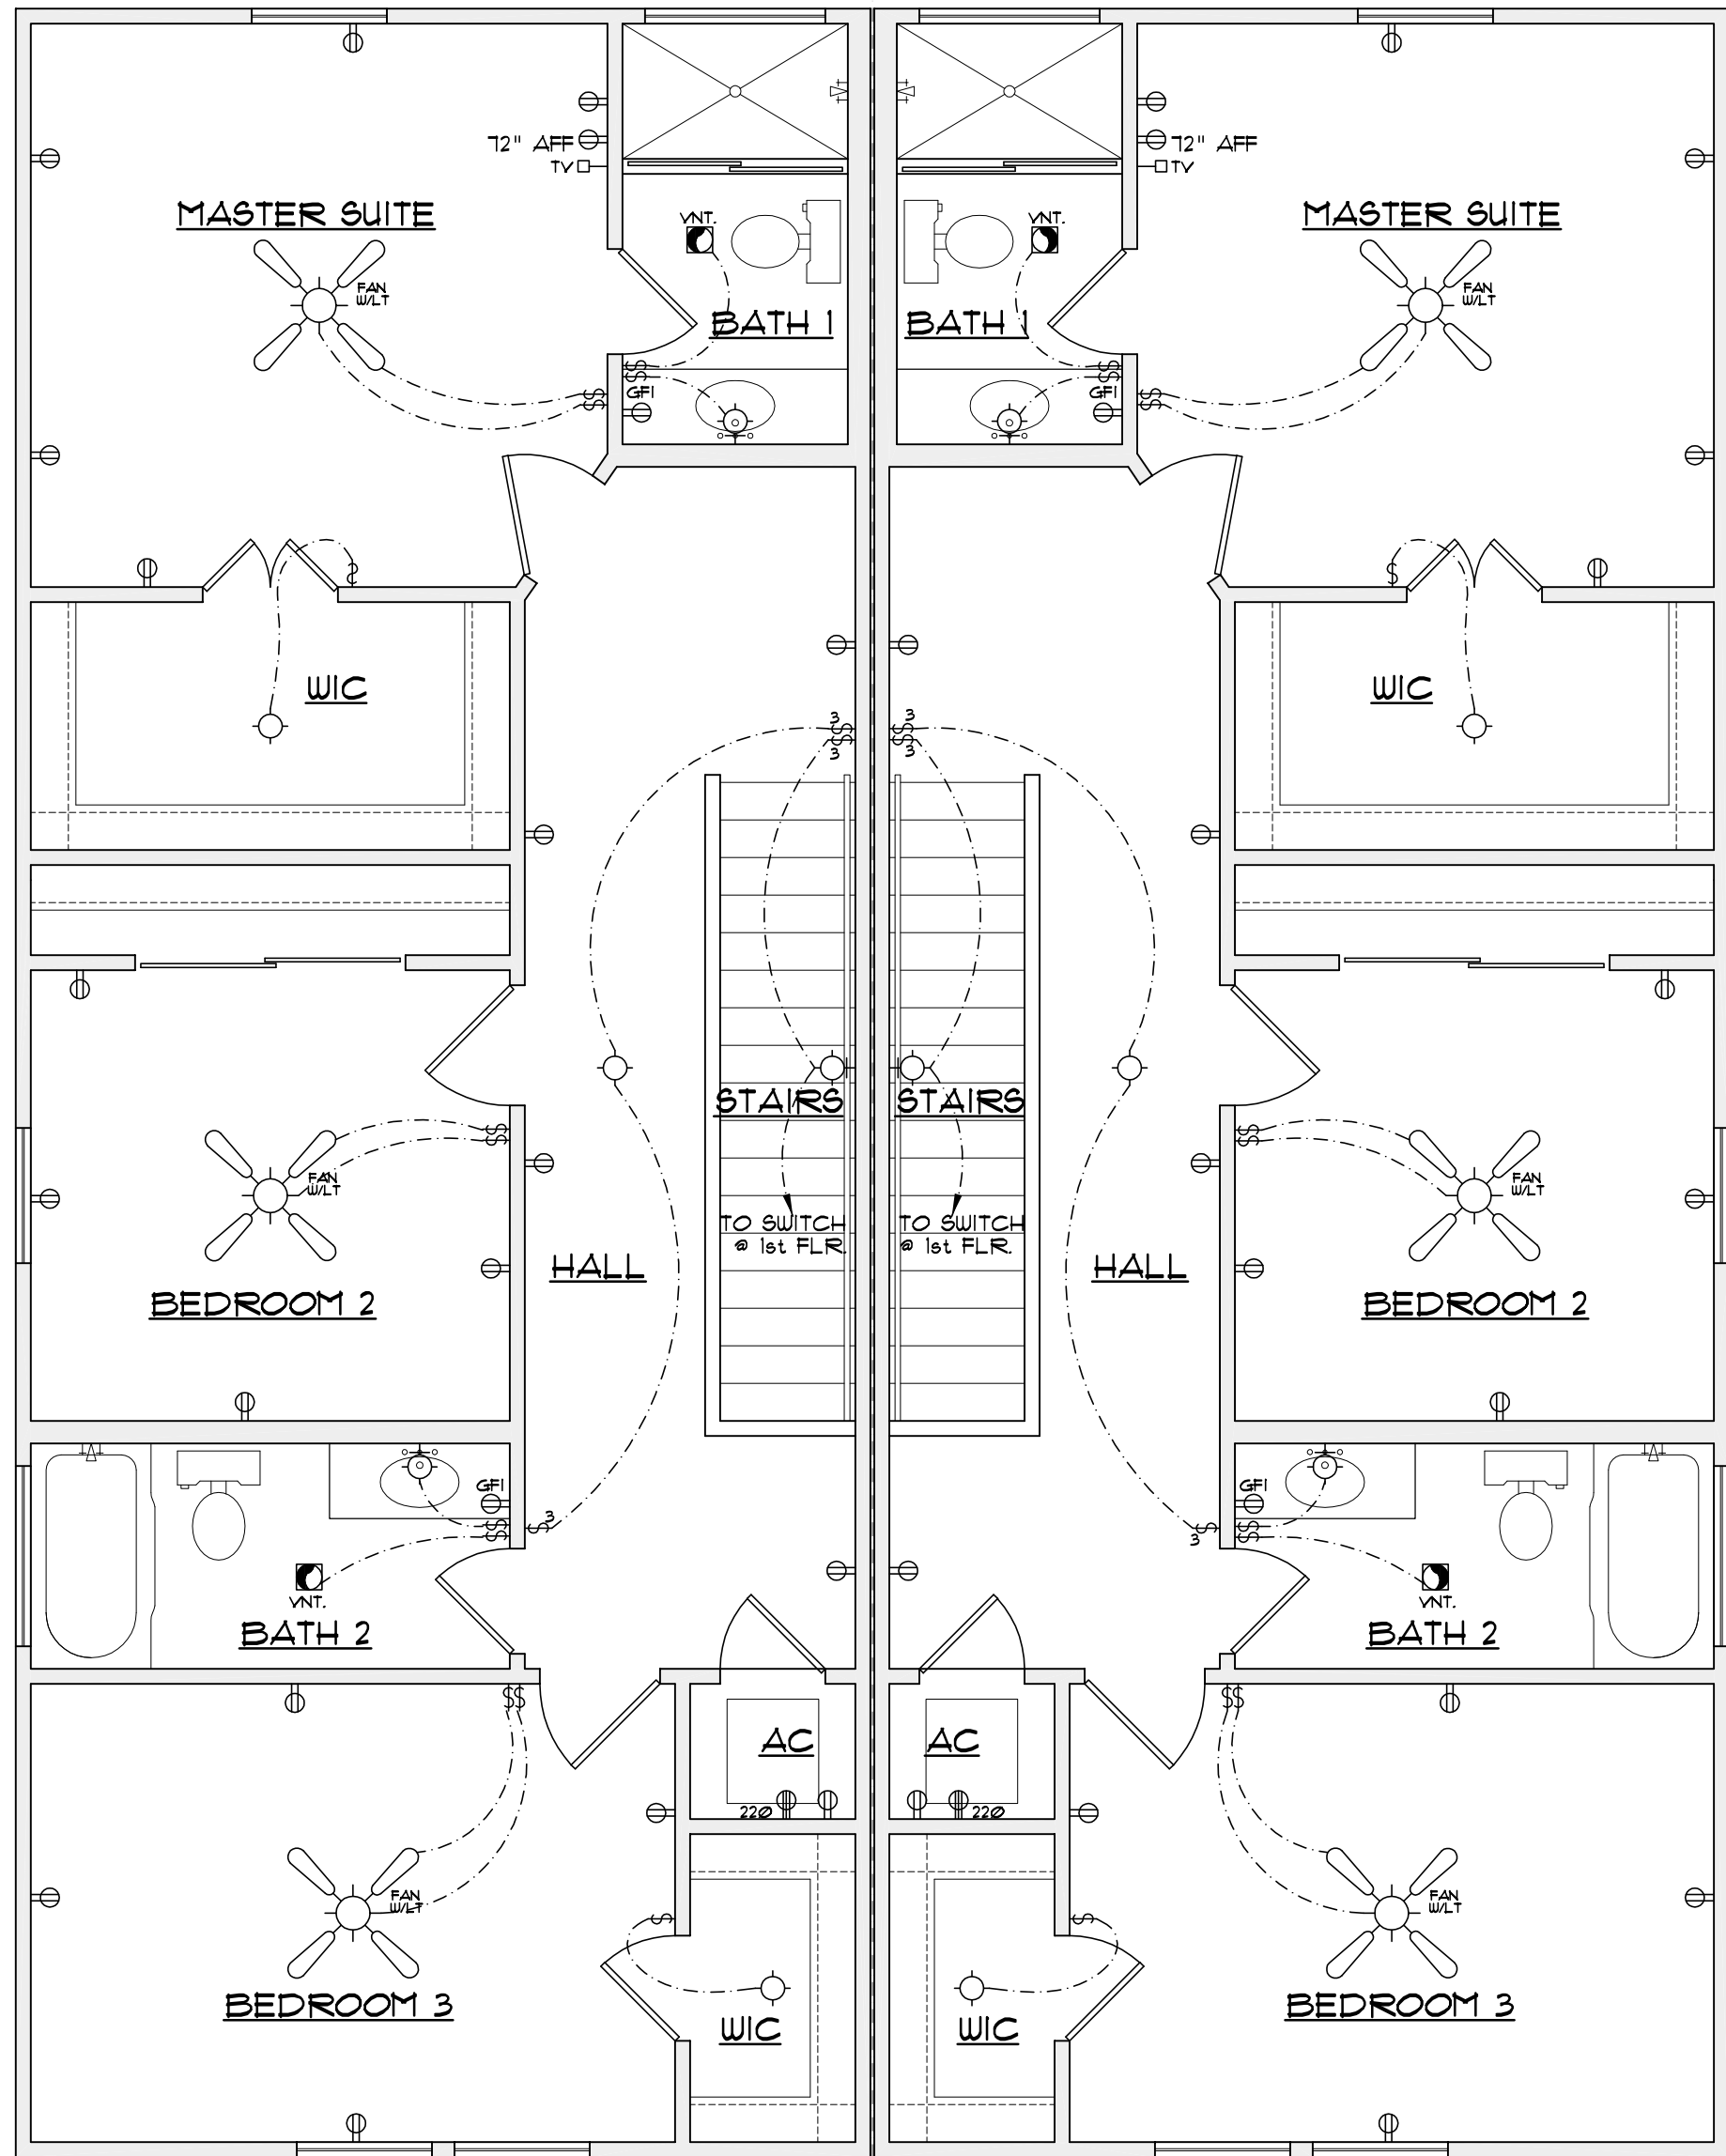 72" AFF
TV
72" AFF
TV
MASTER SUITE
MASTER SUITE
VNT.
VNT.
FAN
W/LT
FAN
W/LT
BATH 1
BATH 1
$
$
$
$
GFI
GFI
$
$
$
$
$
$
WIC
WIC
3
$
$
3
3
$
$
3
STAIRS
STAIRS
$
$
$
$
FAN
W/LT
FAN
W/LT
TO SWITCH
@ 1st FLR.
TO SWITCH
@ 1st FLR.
HALL
HALL
BEDROOM 2
BEDROOM 2
GFI
GFI
$
$
$
$
$ 3
3 $
VNT.
VNT.
BATH 2
BATH 2
$$
$$
AC
AC
220
220
FAN
W/LT
FAN
W/LT
$
$
BEDROOM 3
BEDROOM 3
WIC
WIC